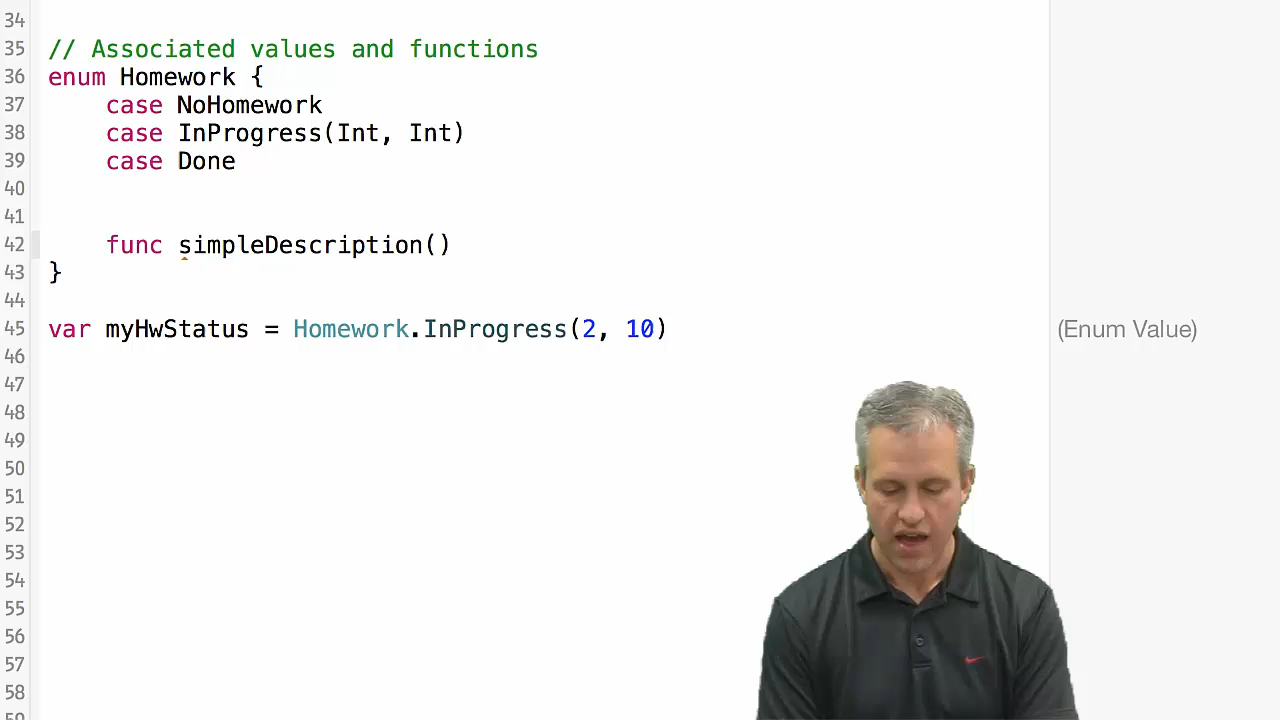 34
35 // Associated values and functions
36 enum Homework {
37 case NoHomework
38 case InProgress(Int, Int)
39 case Done
40
41
42 func simpleDescription()
43 }
44
45 var myHwStatus = Homework.InProgress(2, 10) (Enum Value)
46
47
48
49
50
51
52
53
54
55
56
57
58